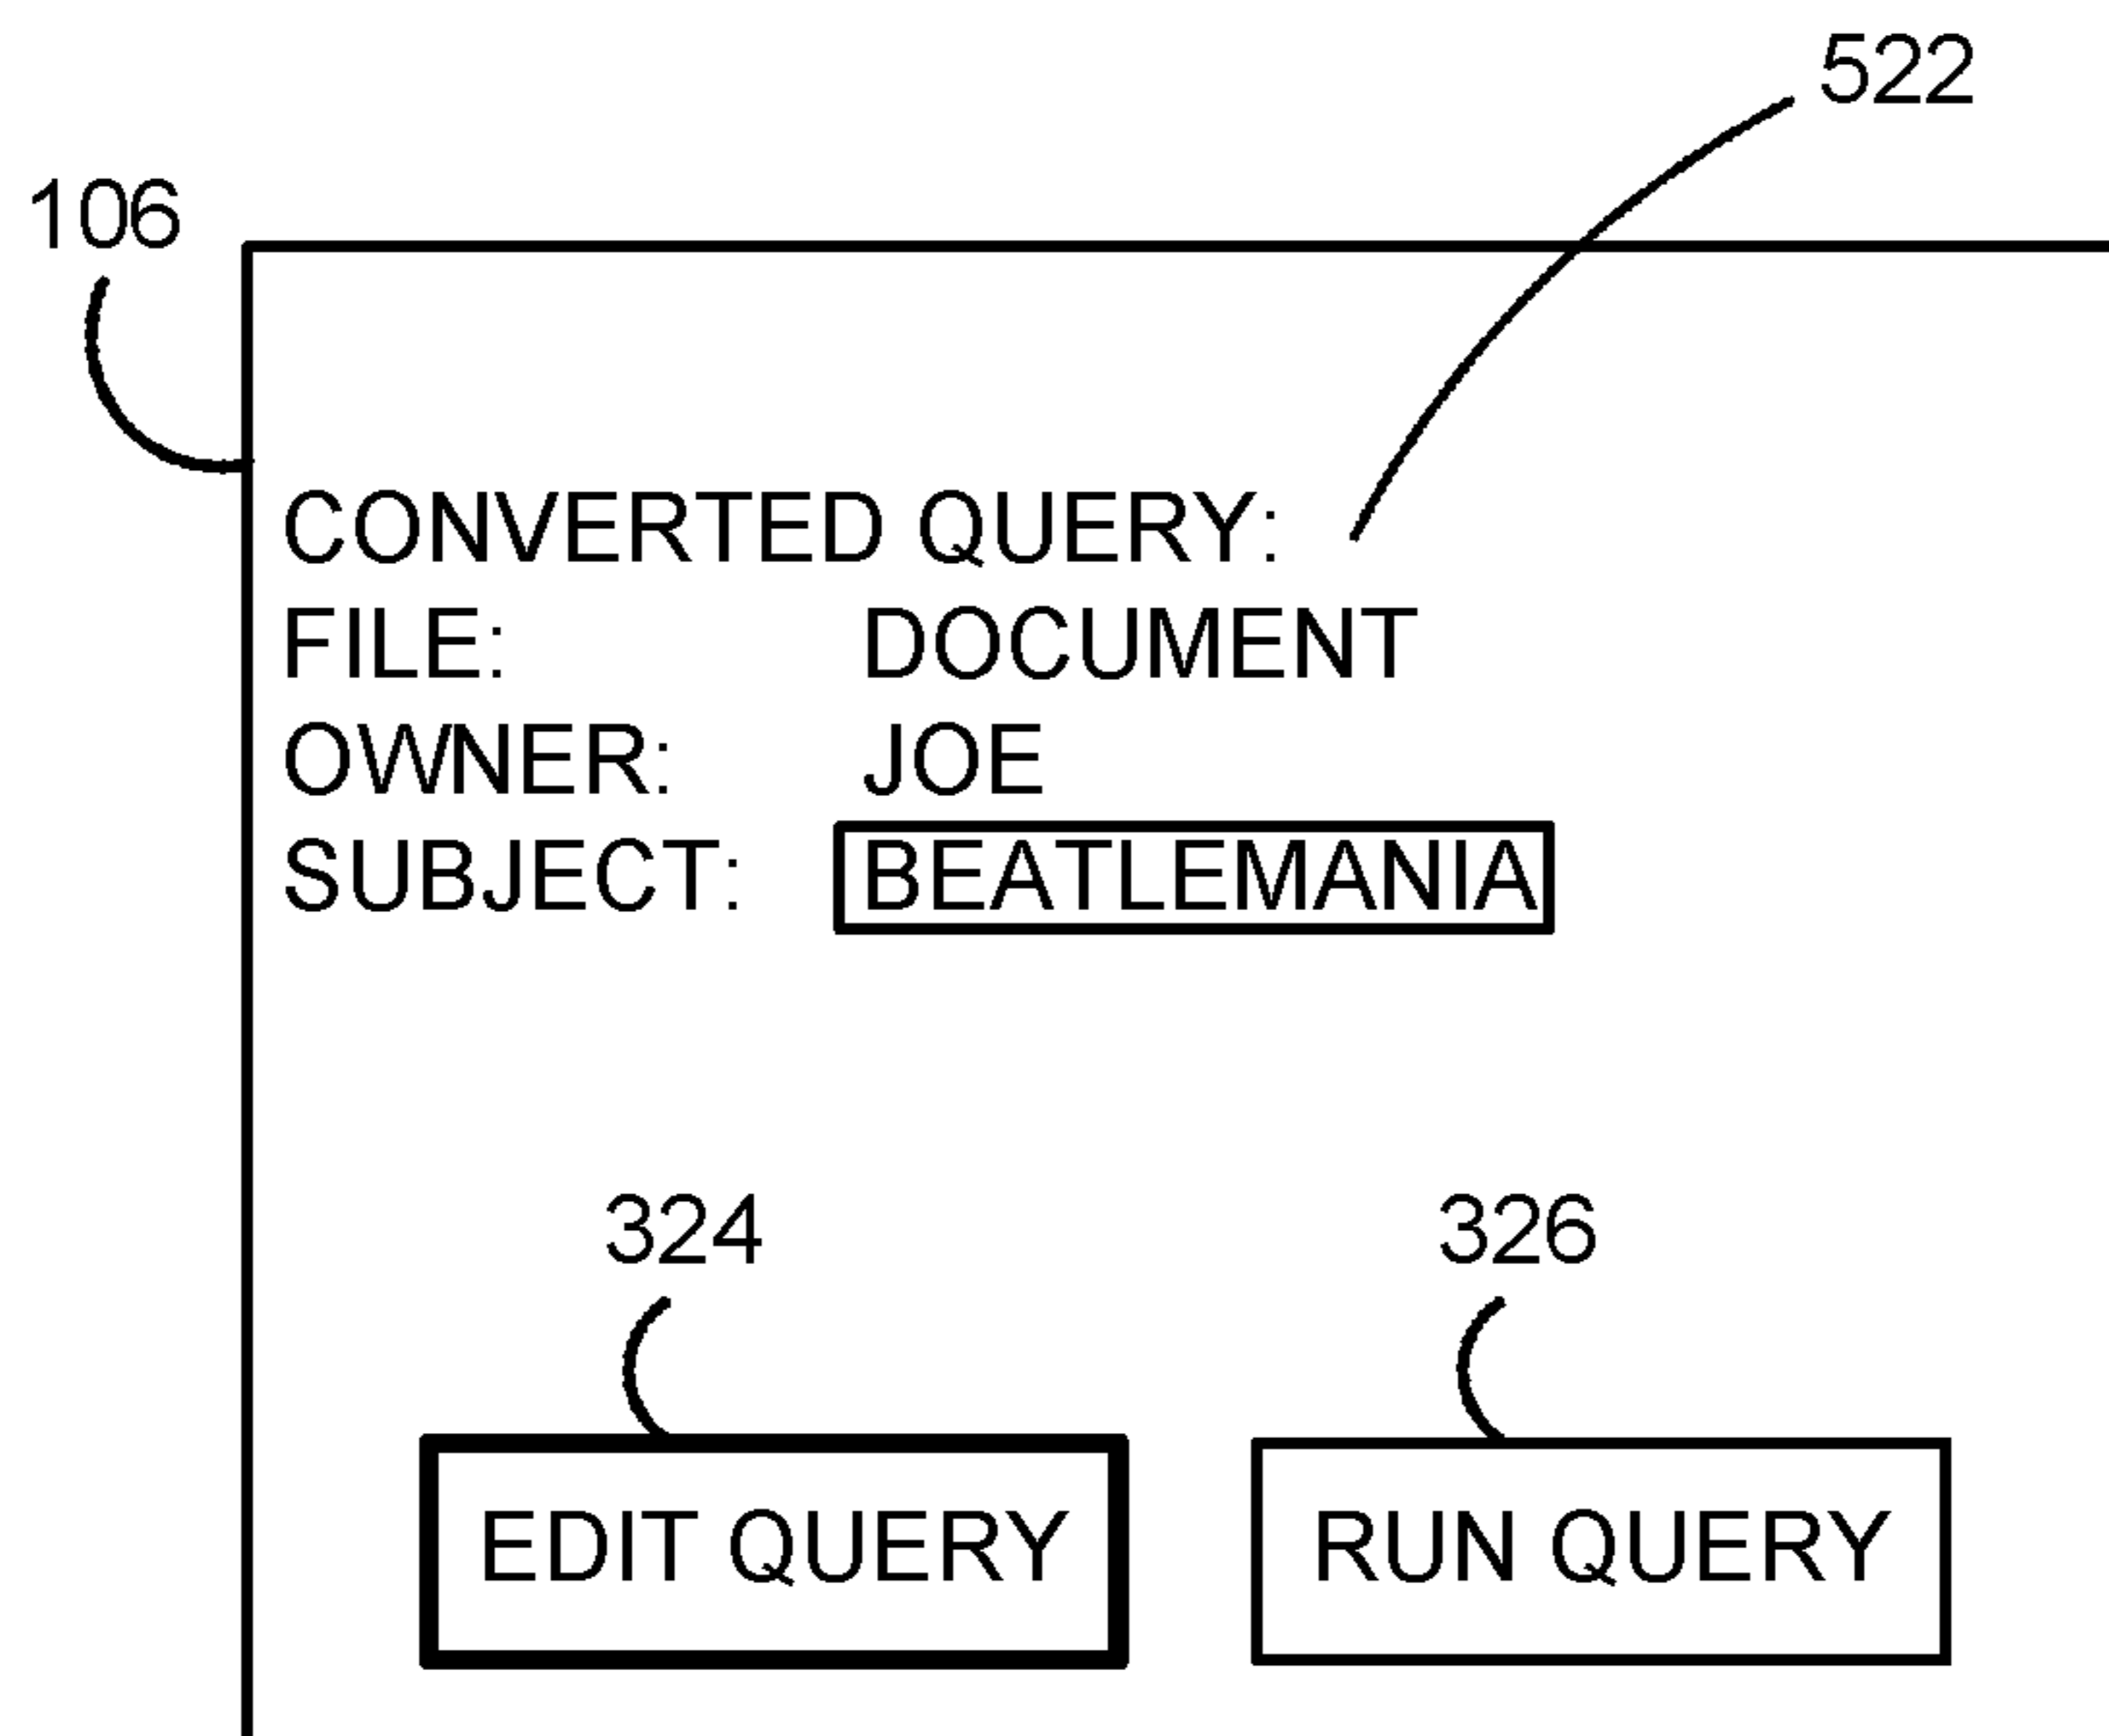 522
106
CONVERTED QUERY:
FILE: DOCUMENT
OWNER: JOE
SUBJECT: BEATLEMANIA
324 326
EDIT QUERY RUN QUERY